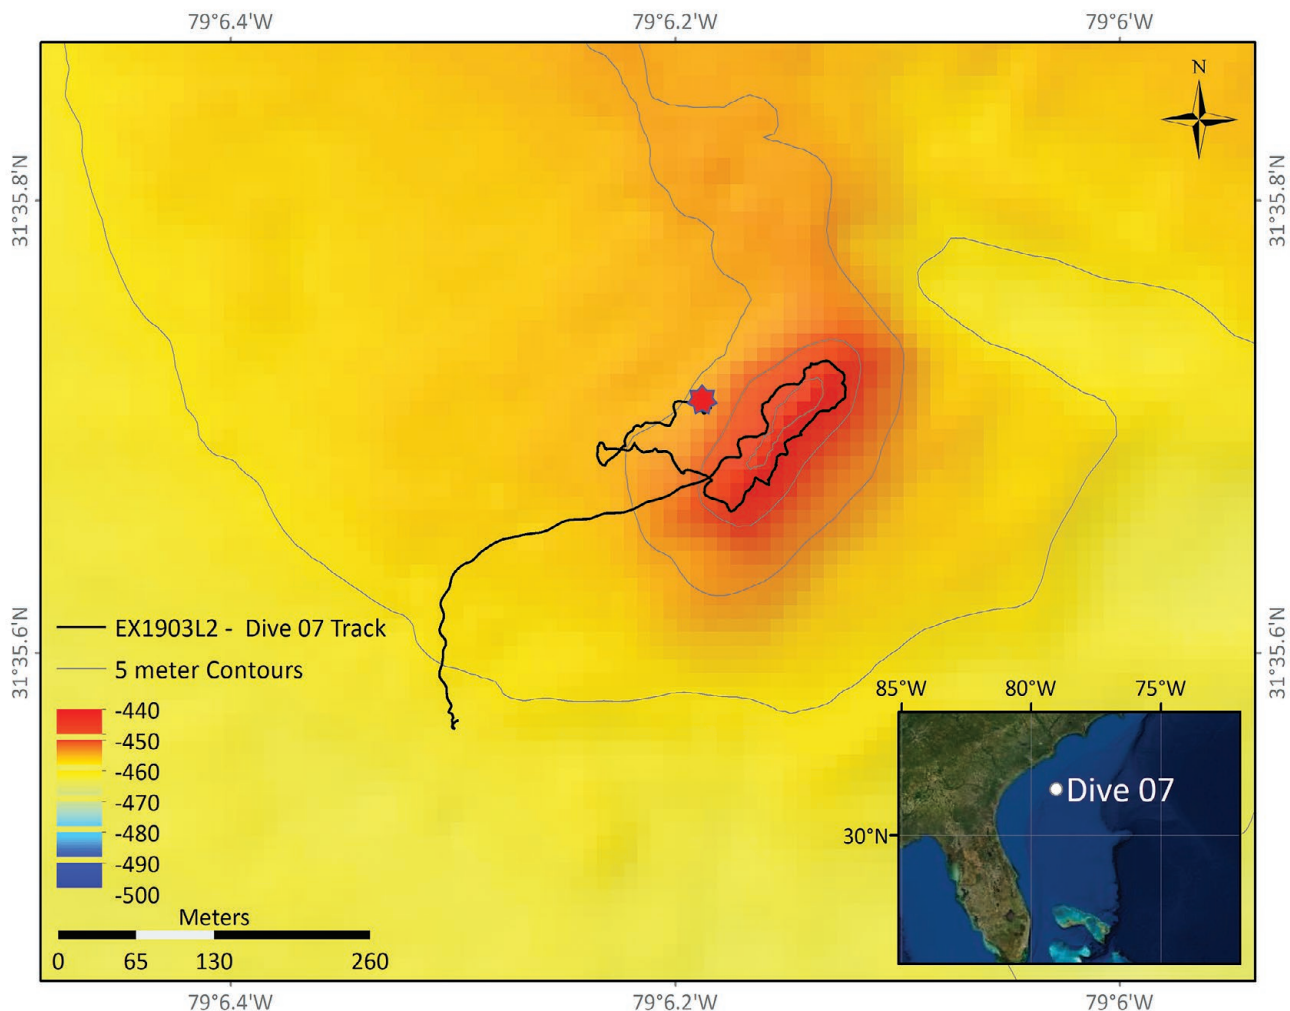 79°6.4'W 79°6.2'W 79°6'W
N
31°35.8'N 31°35.8'N
31°35.6'N 31°35.6'N
EX1903L2 - Dive 07 Track
5 meter Contours
-440
-450
-460
-470
-480
-490
-500
Meters
0 65 130 260
85°W 80°W 75°W
Dive 07
30°N
79°6.4'W 79°6.2'W 79°6'W